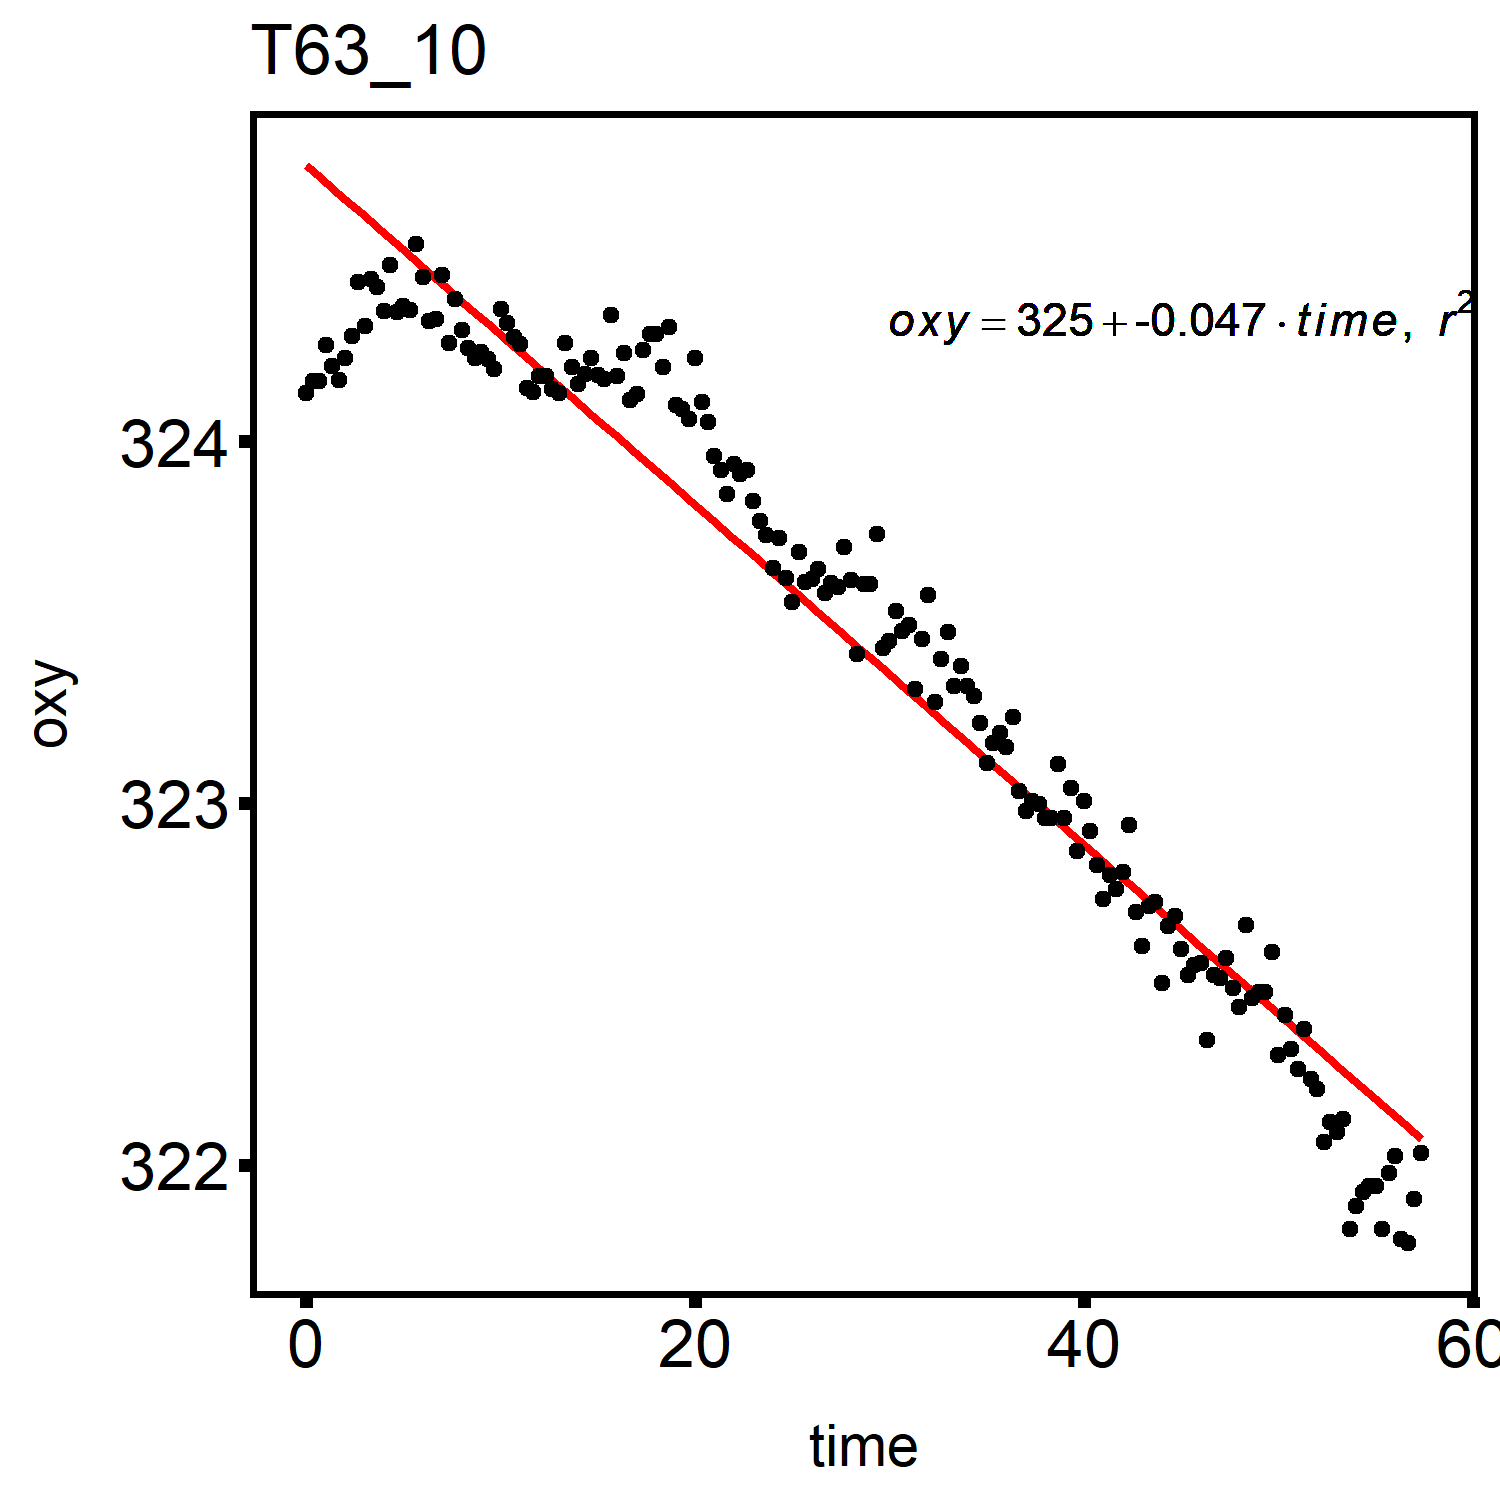 T63_10
oxy = 325 + -0.047 · time, r²
324
323
322
oxy
0 20 40 60
time